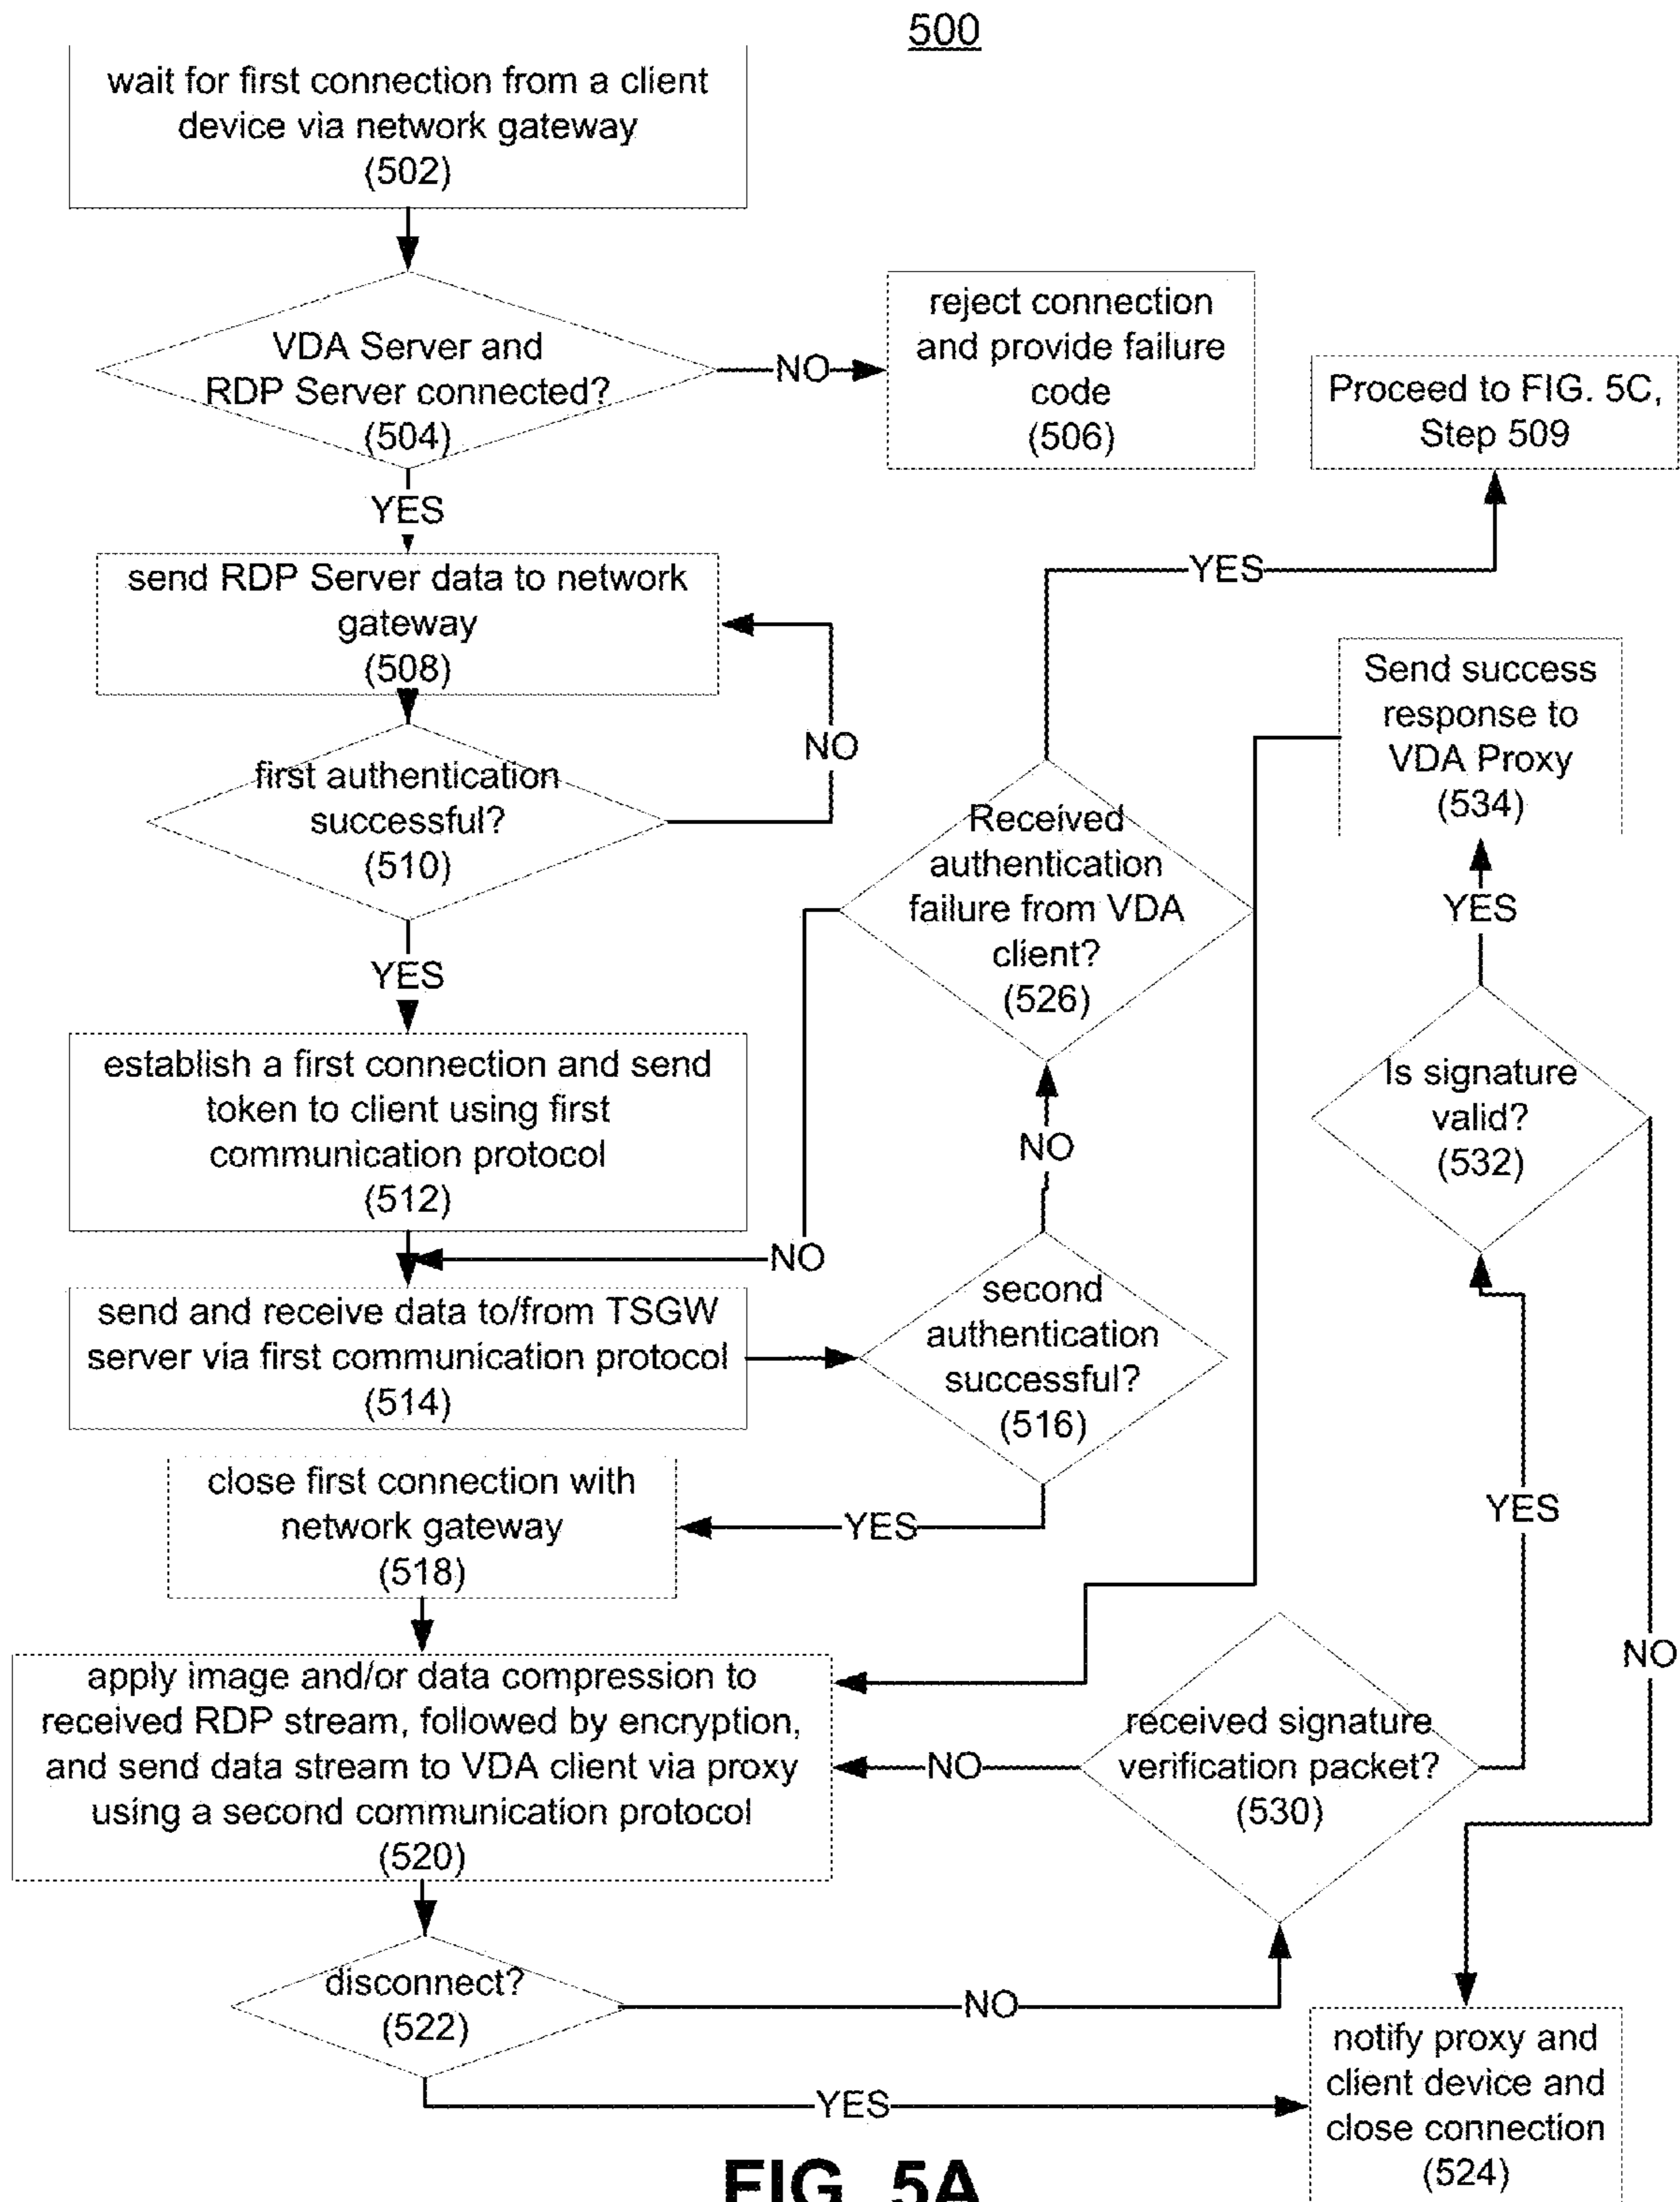 500
wait for first connection from a client
device via network gateway
(502)
VDA Server and
RDP Server connected?
(504)
NO
reject connection
and provide failure
code
(506)
Proceed to FIG. 5C,
Step 509
YES
send RDP Server data to network
gateway
(508)
YES
NO
first authentication
successful?
(510)
YES
Received
authentication
failure from VDA
client?
(526)
Send success
response to
VDA Proxy
(534)
YES
establish a first connection and send
token to client using first
communication protocol
(512)
NO
NO
Is signature
valid?
(532)
send and receive data to/from TSGW
server via first communication protocol
(514)
second
authentication
successful?
(516)
close first connection with
network gateway
(518)
YES
YES
NO
apply image and/or data compression to
received RDP stream, followed by encryption,
and send data stream to VDA client via proxy
using a second communication protocol
(520)
NO
received signature
verification packet?
(530)
disconnect?
(522)
NO
YES
notify proxy and
client device and
close connection
(524)
FIG. 5A